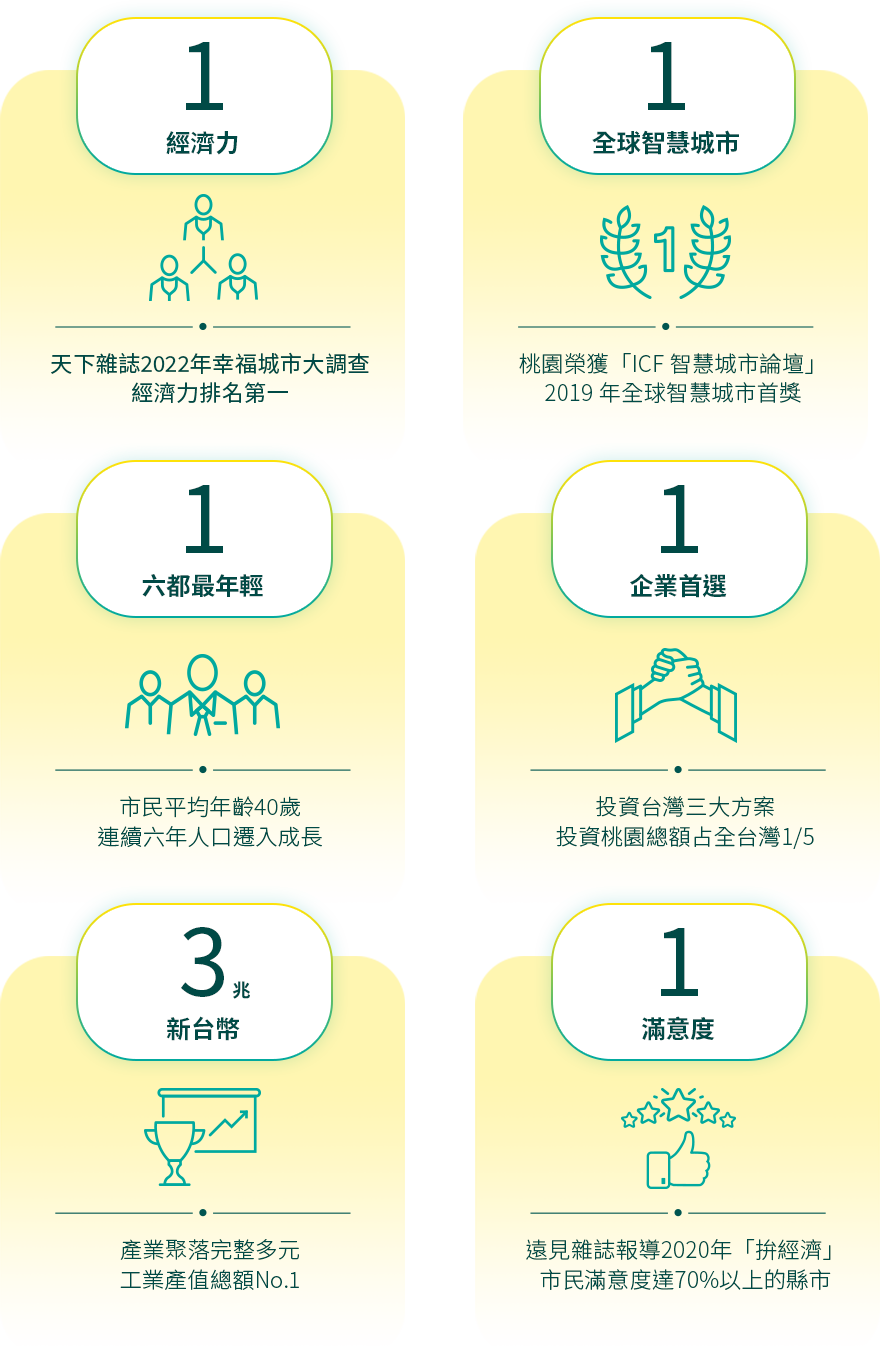 1
經濟力
天下雜誌2022年幸福城市大調查
經濟力排名第一
1
全球智慧城市
1
桃園榮獲「ICF 智慧城市論壇」
2019 年全球智慧城市首獎
1
六都最年輕
市民平均年齡40歲
連續六年人口遷入成長
1
企業首選
投資台灣三大方案
投資桃園總額占全台灣1/5
3兆
新台幣
產業聚落完整多元
工業產值總額No.1
1
滿意度
遠見雜誌報導2020年「拚經濟」
市民滿意度達70%以上的縣市